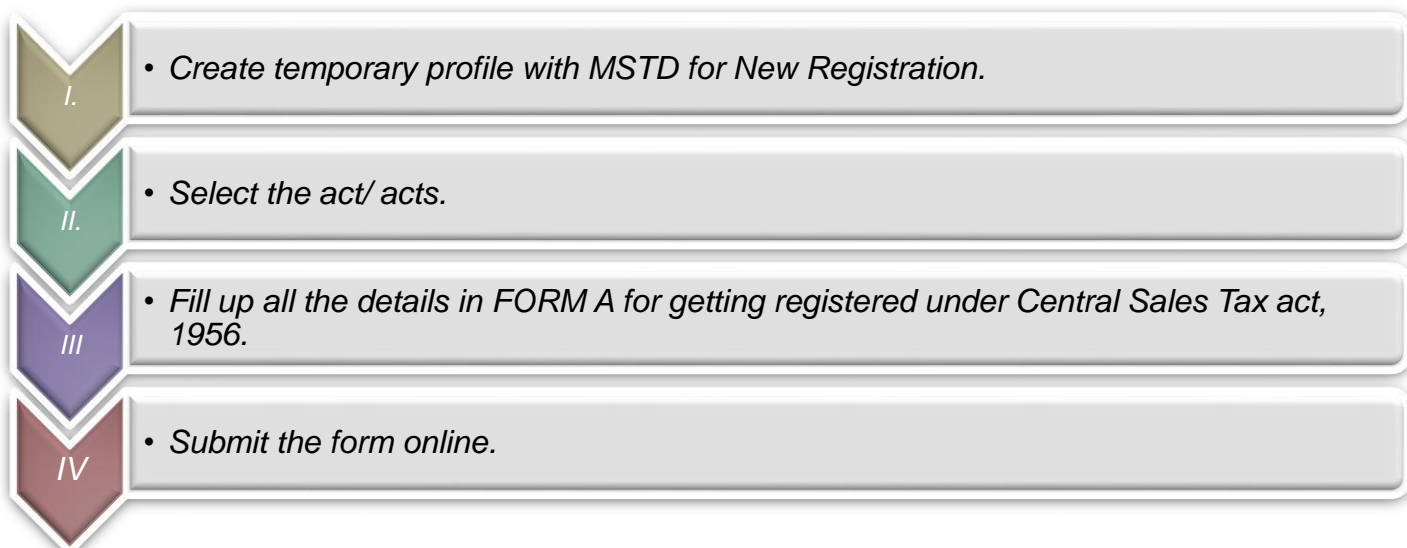 I.
• Create temporary profile with MSTD for New Registration.
II.
• Select the act/ acts.
III
• Fill up all the details in FORM A for getting registered under Central Sales Tax act,
1956.
IV
• Submit the form online.